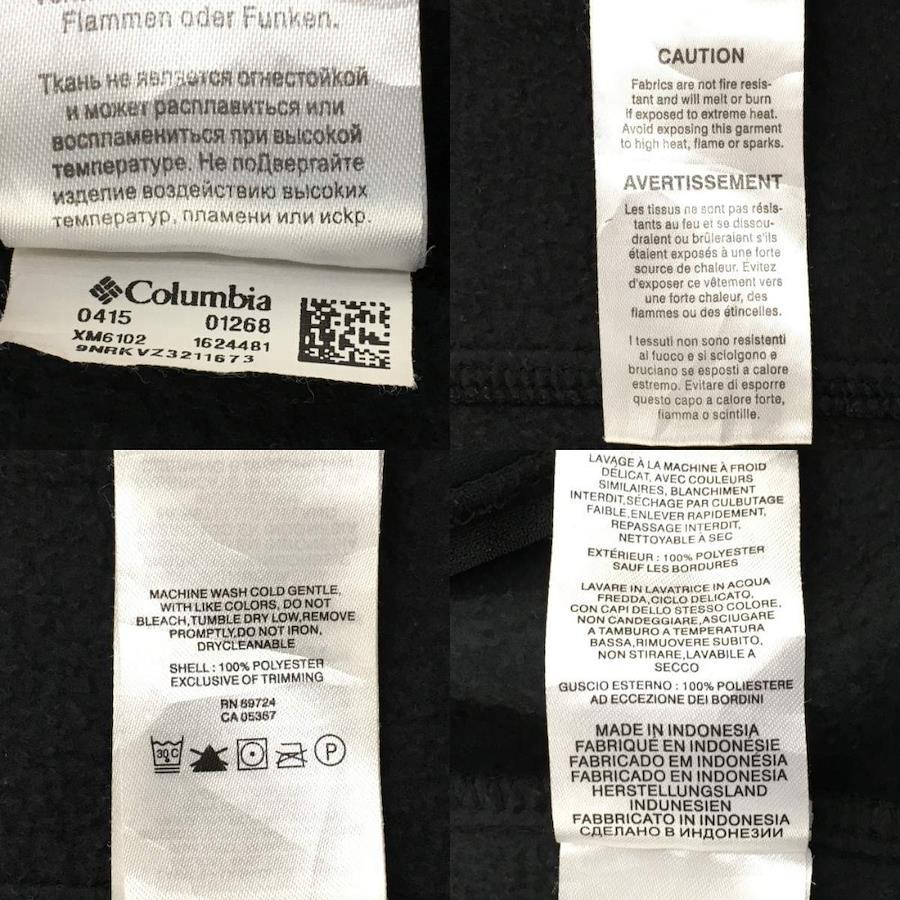 Flammen oder Funken.
Ткань не является огнестойкой
и может расплавиться или
воспламениться при высокой
температуре. Не подвергайте
изделие воздействию высоких
температур, пламени или искр.
Columbia
0415 01268
XM6102 1624481
9NRKVZ3211673
CAUTION
Fabrics are not fire resis-
tant and will melt or burn
if exposed to extreme heat.
Avoid exposing this garment
to high heat, flame or sparks.
AVERTISSEMENT
Les tissus ne sont pas résis-
tants au feu et se dissou-
draient ou brûleraient s'ils
étaient exposés à une forte
source de chaleur. Évitez
d'exposer ce vêtement vers
une forte chaleur, des
flammes ou des étincelles.
I tessuti non sono resistenti
al fuoco e si sciolgono e
bruciano se esposti a calore
estremo. Evitare di esporre
questo capo a calore forte,
fiamma o scintille.
MACHINE WASH COLD GENTLE,
WITH LIKE COLORS, DO NOT
BLEACH,TUMBLE DRY LOW,REMOVE
PROMPTLY,DO NOT IRON,
DRYCLEANABLE
SHELL : 100% POLYESTER
EXCLUSIVE OF TRIMMING
RN 69724
CA 05367
30 C
P
LAVAGE À LA MACHINE À FROID
DÉLICAT, AVEC COULEURS
SIMILAIRES, BLANCHIMENT
INTERDIT,SÉCHAGE PAR CULBUTAGE
FAIBLE,ENLEVER RAPIDEMENT,
REPASSAGE INTERDIT,
NETTOYABLE À SEC
EXTÉRIEUR : 100% POLYESTER
SAUF LES BORDURES
LAVARE IN LAVATRICE IN ACQUA
FREDDA,CICLO DELICATO,
CON CAPI DELLO STESSO COLORE,
NON CANDEGGIARE,ASCIUGARE
A TAMBURO A TEMPERATURA
BASSA,RIMUOVERE SUBITO,
NON STIRARE,LAVABILE A
SECCO
GUSCIO ESTERNO : 100% POLIESTERE
AD ECCEZIONE DEI BORDINI
MADE IN INDONESIA
FABRIQUÉ EN INDONÉSIE
FABRICADO EM INDONÉSIA
FABRICADO EN INDONESIA
HERSTELLUNGSLAND
INDUNESIEN
FABBRICATO IN INDONESIA
СДЕЛАНО В ИНДОНЕЗИИ